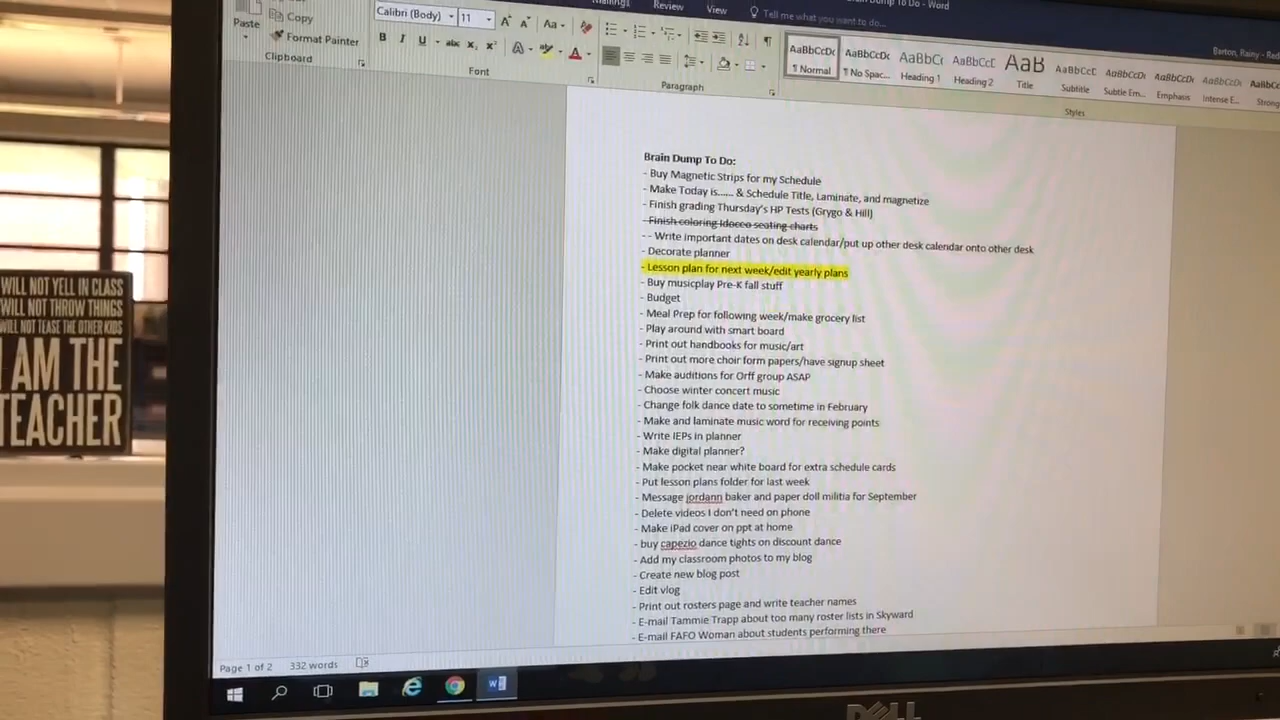 Brain Dump To Do - Word
Mailings
Review
View
Tell me what you want to do...
Barton, Rainy - Red
Paste
Copy
Format Painter
Clipboard
Calibri (Body)
11
Font
Paragraph
AaBbCcDc
¶ Normal
AaBbCcDc
¶ No Spac...
AaBbC(
Heading 1
AaBbCcC
Heading 2
AaB
Title
AaBbCcC
Subtitle
AaBbCcDc
Subtle Em...
AaBbCcDc
Emphasis
AaBbCcDc
Intense E...
AaBbCc
Strong
Styles
Brain Dump To Do:
- Buy Magnetic Strips for my Schedule
- Make Today is...... & Schedule Title, Laminate, and magnetize
- Finish grading Thursday's HP Tests (Grygo & Hill)
- Finish coloring Idocco seating charts
- - Write important dates on desk calendar/put up other desk calendar onto other desk
- Decorate planner
- Lesson plan for next week/edit yearly plans
- Buy musicplay Pre-K fall stuff
- Budget
- Meal Prep for following week/make grocery list
- Play around with smart board
- Print out handbooks for music/art
- Print out more choir form papers/have signup sheet
- Make auditions for Orff group ASAP
- Choose winter concert music
- Change folk dance date to sometime in February
- Make and laminate music word for receiving points
- Write IEPs in planner
- Make digital planner?
- Make pocket near white board for extra schedule cards
- Put lesson plans folder for last week
- Message jordann baker and paper doll militia for September
- Delete videos I don't need on phone
- Make iPad cover on ppt at home
- buy capezio dance tights on discount dance
- Add my classroom photos to my blog
- Create new blog post
- Edit vlog
- Print out rosters page and write teacher names
- E-mail Tammie Trapp about too many roster lists in Skyward
- E-mail FAFO Woman about students performing there
Page 1 of 2
332 words
DELL
WILL NOT YELL IN CLASS
WILL NOT THROW THINGS
WILL NOT TEASE THE OTHER KIDS
I AM THE
TEACHER